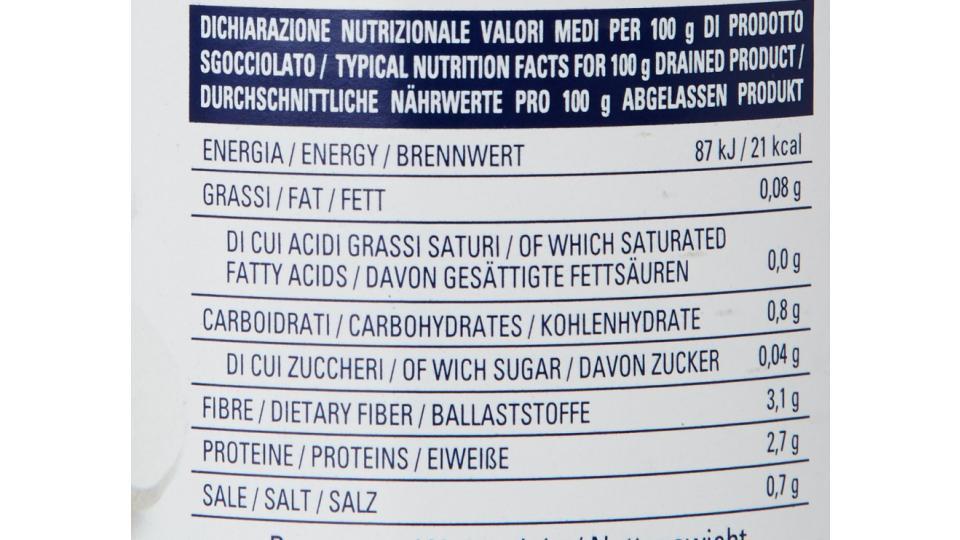 DICHIARAZIONE NUTRIZIONALE VALORI MEDI PER 100 g DI PRODOTTO
SGOCCIOLATO / TYPICAL NUTRITION FACTS FOR 100 g DRAINED PRODUCT /
DURCHSCHNITTLICHE NÄHRWERTE PRO 100 g ABGELASSEN PRODUKT
ENERGIA / ENERGY / BRENNWERT 87 kJ / 21 kcal
GRASSI / FAT / FETT 0,08 g
DI CUI ACIDI GRASSI SATURI / OF WHICH SATURATED
FATTY ACIDS / DAVON GESÄTTIGTE FETTSÄUREN 0,0 g
CARBOIDRATI / CARBOHYDRATES / KOHLENHYDRATE 0,8 g
DI CUI ZUCCHERI / OF WICH SUGAR / DAVON ZUCKER 0,04 g
FIBRE / DIETARY FIBER / BALLASTSTOFFE 3,1 g
PROTEINE / PROTEINS / EIWEIßE 2,7 g
SALE / SALT / SALZ 0,7 g